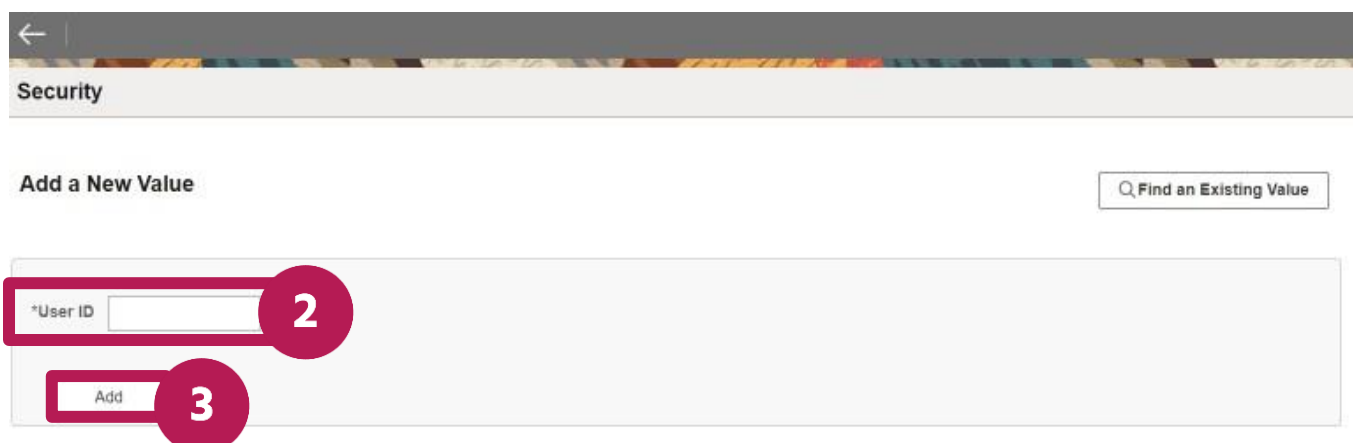 Security
Add a New Value
Find an Existing Value
*User ID
2
Add
3